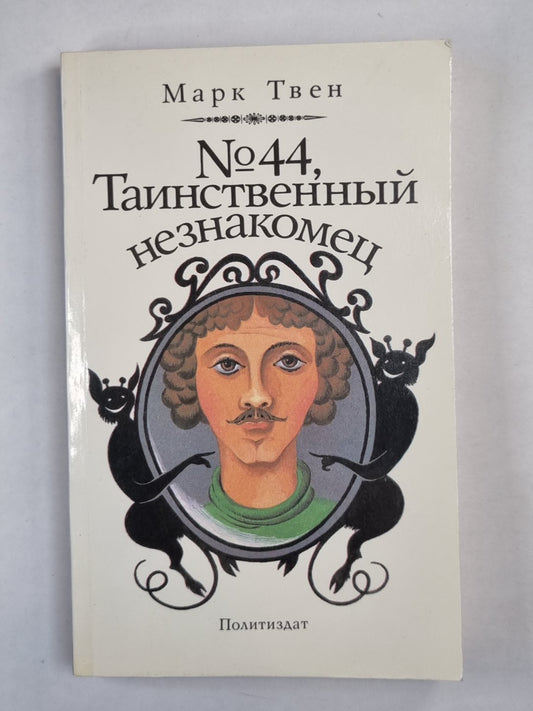 Марк Твен
№44,
Таинственный
незнакомец
Политиздат